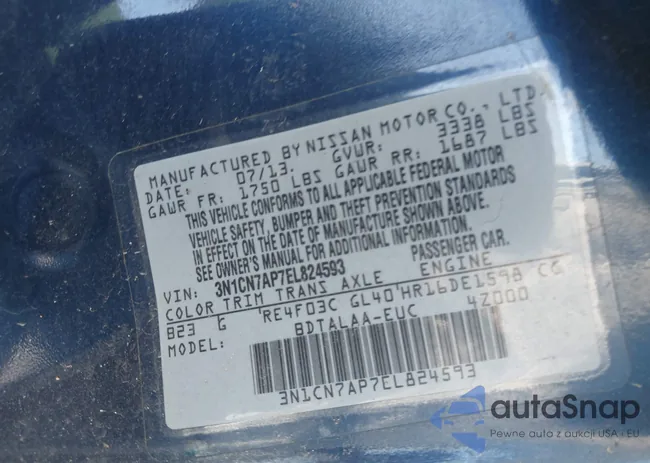 MANUFACTURED BY NISSAN MOTOR CO., LTD.
DATE: 07/13. GVWR: 3338 LBS
GAWR FR: 1750 LBS GAWR RR: 1687 LBS
THIS VEHICLE CONFORMS TO ALL APPLICABLE FEDERAL MOTOR
VEHICLE SAFETY, BUMPER AND THEFT PREVENTION STANDARDS
IN EFFECT ON THE DATE OF MANUFACTURE SHOWN ABOVE.
SEE OWNER'S MANUAL FOR ADDITIONAL INFORMATION.
VIN: 3N1CN7AP7EL824593 PASSENGER CAR.
COLOR TRIM TRANS AXLE ENGINE
B23 G RE4F03C GL40 HR16DE1598 CC
MODEL: BDTALAA-EUC 4Z000
3N1CN7AP7EL824593
autaSnap
Pewne auta z aukcji USA i EU